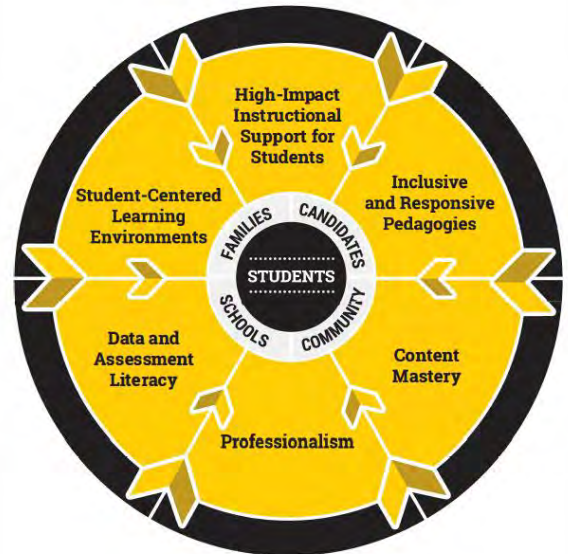 High-Impact
Instructional
Support for
Students
Inclusive
and Responsive
Pedagogies
Content
Mastery
Professionalism
Data and
Assessment
Literacy
Student-Centered
Learning
Environments
FAMILIES
CANDIDATES
COMMUNITY
SCHOOLS
STUDENTS